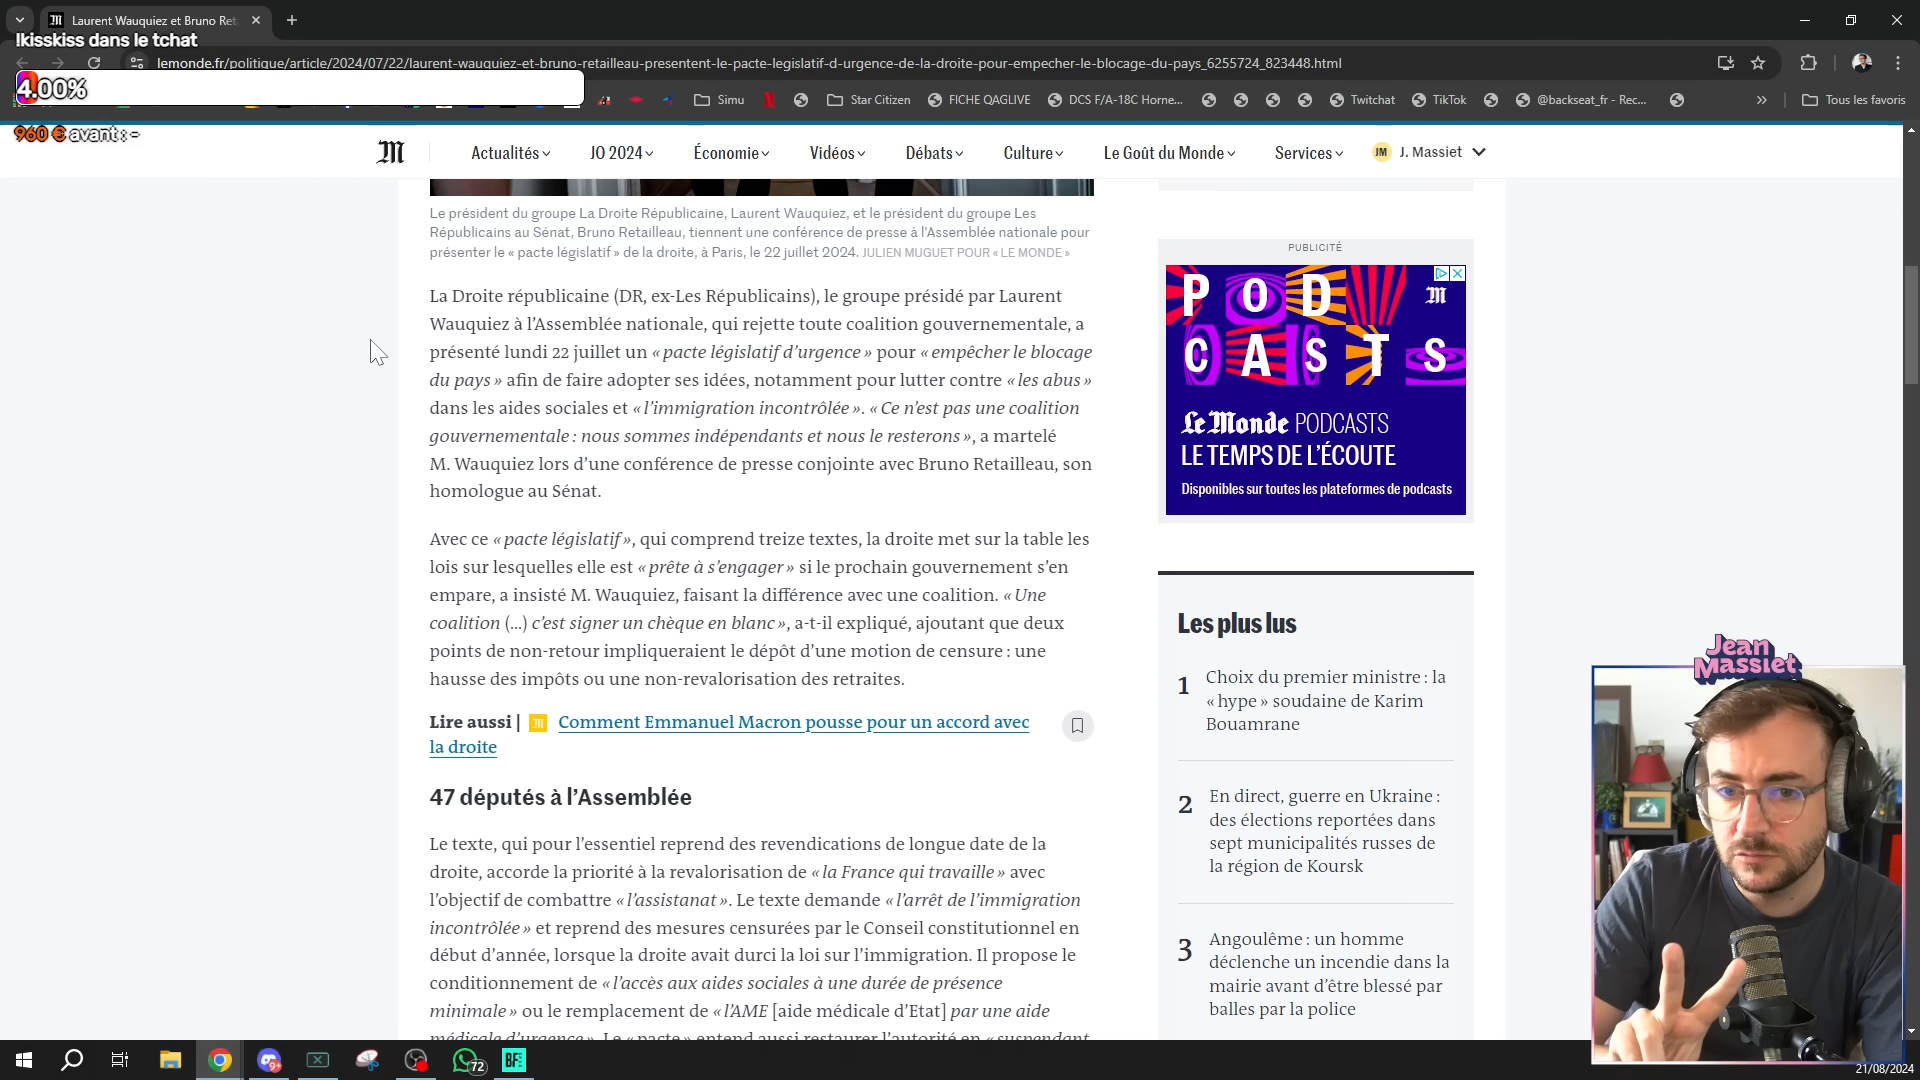 Laurent Wauquiez et Bruno Ret
!kisskiss dans le tchat
lemonde.fr/politique/article/2024/07/22/laurent-wauquiez-et-bruno-retailleau-presentent-le-pacte-legislatif-d-urgence-de-la-droite-pour-empecher-le-blocage-du-pays_6255724_823448.html
4.00%
Simu
Star Citizen
FICHE QAGLIVE
DCS F/A-18C Horne...
Twitchat
TikTok
@backseat_fr - Rec...
Tous les favoris
960 € avant : -
M
Actualités
JO 2024
Économie
Vidéos
Débats
Culture
Le Goût du Monde
Services
JM
J. Massiet
Le président du groupe La Droite Républicaine, Laurent Wauquiez, et le président du groupe Les
Républicains au Sénat, Bruno Retailleau, tiennent une conférence de presse à l'Assemblée nationale pour
présenter le « pacte législatif » de la droite, à Paris, le 22 juillet 2024. JULIEN MUGUET POUR « LE MONDE »
La Droite républicaine (DR, ex-Les Républicains), le groupe présidé par Laurent
Wauquiez à l'Assemblée nationale, qui rejette toute coalition gouvernementale, a
présenté lundi 22 juillet un « pacte législatif d'urgence » pour « empêcher le blocage
du pays » afin de faire adopter ses idées, notamment pour lutter contre « les abus »
dans les aides sociales et « l'immigration incontrôlée ». « Ce n'est pas une coalition
gouvernementale : nous sommes indépendants et nous le resterons », a martelé
M. Wauquiez lors d'une conférence de presse conjointe avec Bruno Retailleau, son
homologue au Sénat.
Avec ce « pacte législatif », qui comprend treize textes, la droite met sur la table les
lois sur lesquelles elle est « prête à s'engager » si le prochain gouvernement s'en
empare, a insisté M. Wauquiez, faisant la différence avec une coalition. « Une
coalition (...) c'est signer un chèque en blanc », a-t-il expliqué, ajoutant que deux
points de non-retour impliqueraient le dépôt d'une motion de censure : une
hausse des impôts ou une non-revalorisation des retraites.
Lire aussi | M Comment Emmanuel Macron pousse pour un accord avec
la droite
47 députés à l'Assemblée
Le texte, qui pour l'essentiel reprend des revendications de longue date de la
droite, accorde la priorité à la revalorisation de « la France qui travaille » avec
l'objectif de combattre « l'assistanat ». Le texte demande « l'arrêt de l'immigration
incontrôlée » et reprend des mesures censurées par le Conseil constitutionnel en
début d'année, lorsque la droite avait durci la loi sur l'immigration. Il propose le
conditionnement de « l'accès aux aides sociales à une durée de présence
minimale » ou le remplacement de « l'AME [aide médicale d'Etat] par une aide
médicale d'urgence ». Le « pacte » entend aussi restaurer l'autorité en « suspendant
PUBLICITÉ
PODCASTS
M
Le Monde PODCASTS
LE TEMPS DE L'ÉCOUTE
Disponibles sur toutes les plateformes de podcasts
Les plus lus
1 Choix du premier ministre : la
« hype » soudaine de Karim
Bouamrane
2 En direct, guerre en Ukraine :
des élections reportées dans
sept municipalités russes de
la région de Koursk
3 Angoulême : un homme
déclenche un incendie dans la
mairie avant d'être blessé par
balles par la police
Jean
Massiet
9+
72
BF
21/08/2024